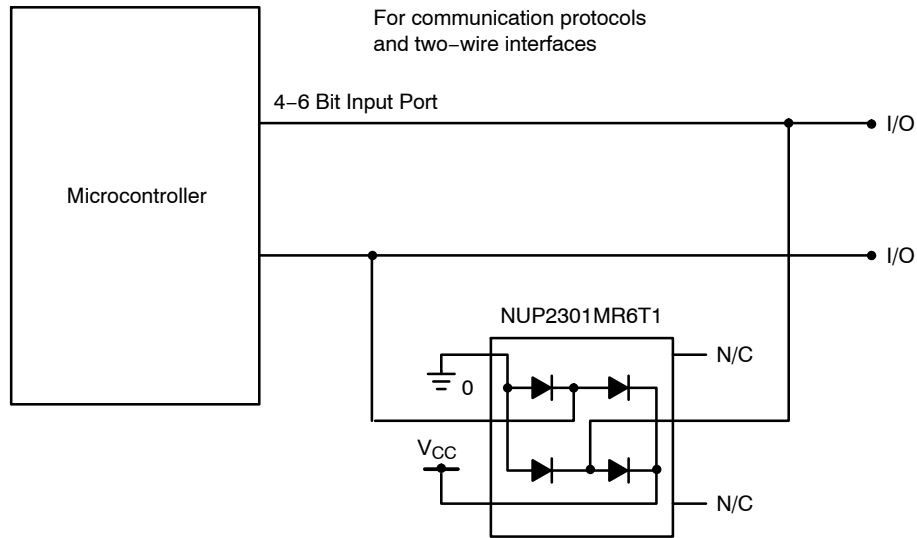 For communication protocols
and two−wire interfaces
4−6 Bit Input Port
I/O
Microcontroller
I/O
NUP2301MR6T1
N/C
0
VCC
N/C